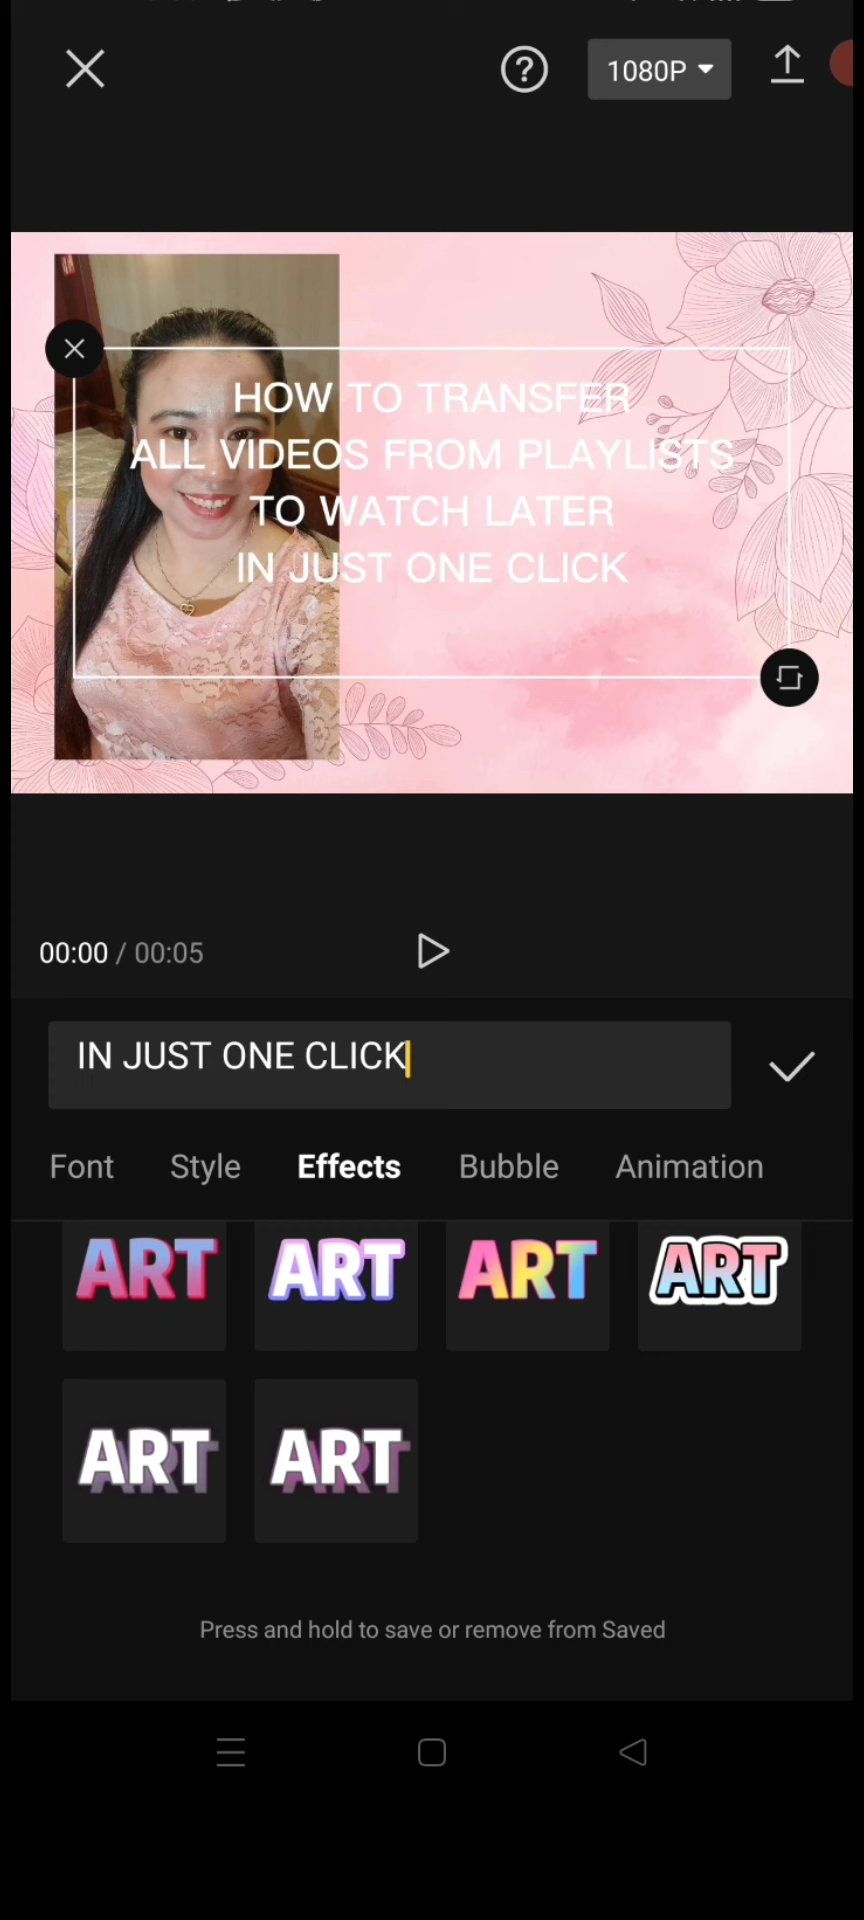 1080P
HOW TO TRANSFER
ALL VIDEOS FROM PLAYLISTS
TO WATCH LATER
IN JUST ONE CLICK
00:00 / 00:05
IN JUST ONE CLICK
Font Style Effects Bubble Animation
ART ART ART ART
ART ART
Press and hold to save or remove from Saved